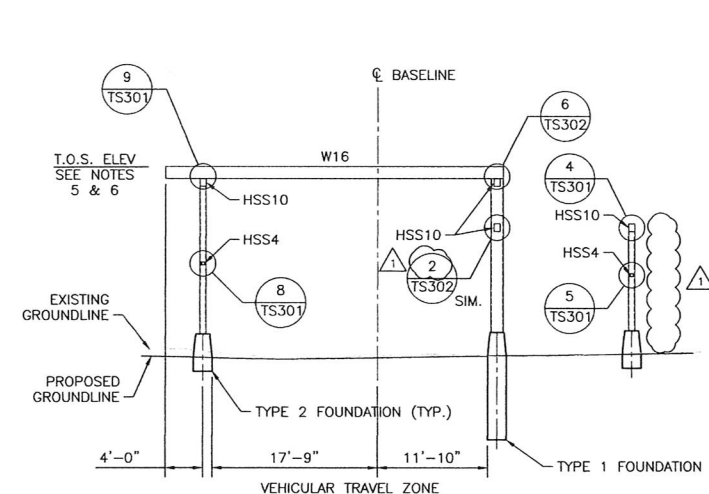 ℄ BASELINE
9
TS301
6
TS302
W16
T.O.S. ELEV
SEE NOTES
5 & 6
4
TS301
HSS10
HSS10
HSS10
HSS4
HSS4
1
2
TS302
SIM.
1
8
TS301
5
TS301
EXISTING
GROUNDLINE
PROPOSED
GROUNDLINE
TYPE 2 FOUNDATION (TYP.)
4'-0"
17'-9"
11'-10"
TYPE 1 FOUNDATION
VEHICULAR TRAVEL ZONE